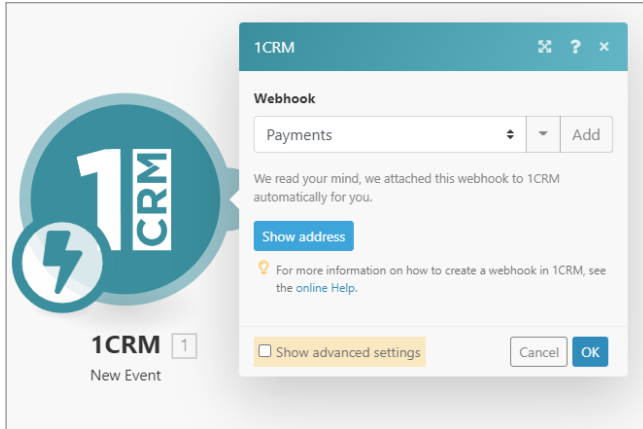 1CRM
Webhook
Payments
Add
We read your mind, we attached this webhook to 1CRM
automatically for you.
Show address
For more information on how to create a webhook in 1CRM, see
the online Help.
Show advanced settings
Cancel
OK
1
CRM
1CRM 1
New Event